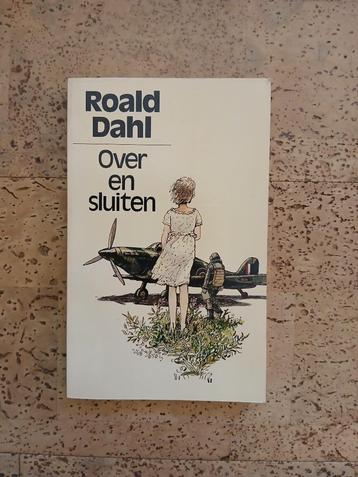 Roald
Dahl
Over
en
sluiten